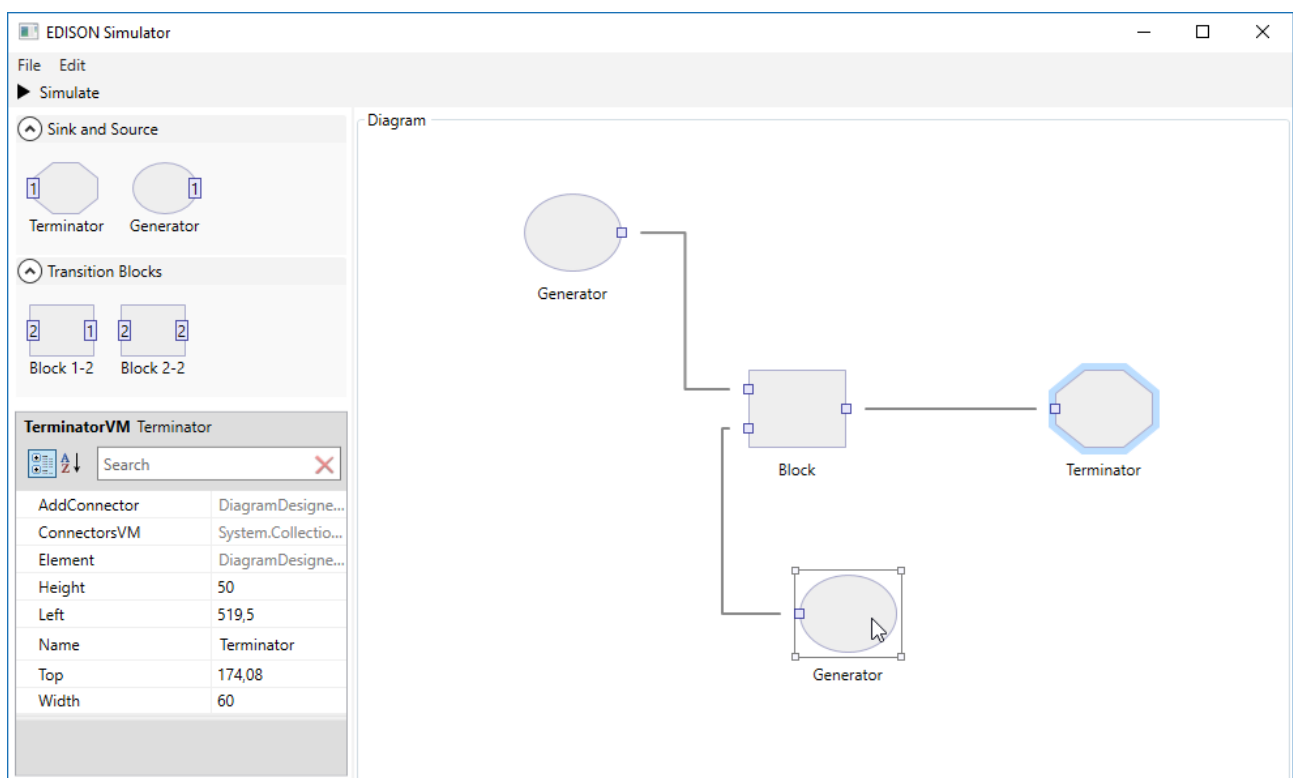 EDISON Simulator
File Edit
Simulate
Sink and Source
1 1
Terminator Generator
Transition Blocks
2 1 2 2
Block 1-2 Block 2-2
TerminatorVM Terminator
A
Z
Search
AddConnector DiagramDesigne...
ConnectorsVM System.Collectio...
Element DiagramDesigne...
Height 50
Left 519,5
Name Terminator
Top 174,08
Width 60
Diagram
Generator
Block
Terminator
Generator